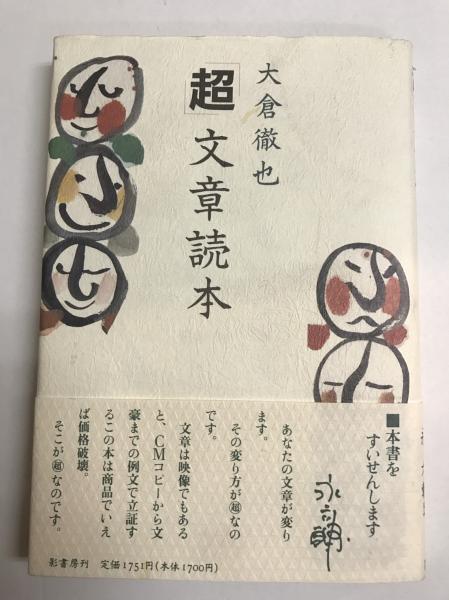 大倉徹也
「超」文章読本
■本書を
すいせんします
永六輔
あなたの文章が変り
ます。
その変り方が超なの
です。
文章は映像でもある
と、CMコピーから文
豪までの例文で立証す
るこの本は商品でいえ
ば価格破壊。
そこが超なのです。
影書房刊 定価1751円(本体1700円)